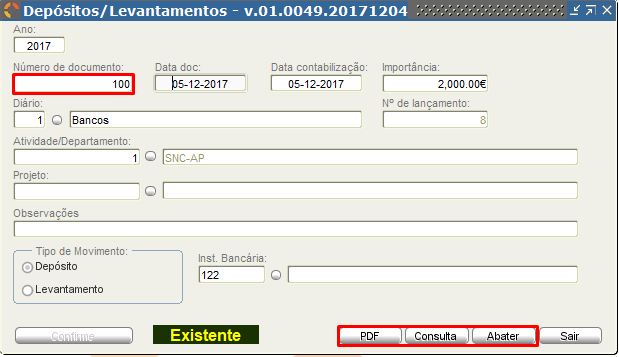 Depósitos/Levantamentos - v.01.0049.20171204
Ano:
2017
Número de documento: Data doc: Data contabilização: Importância:
100 05-12-2017 05-12-2017 2,000.00€
Diário: Nº de lançamento:
1 Bancos 8
Atividade/Departamento:
1 SNC-AP
Projeto:
Observações
Tipo de Movimento: Inst. Bancária:
Depósito 122
Levantamento
Confirme Existente PDF Consulta Abater Sair